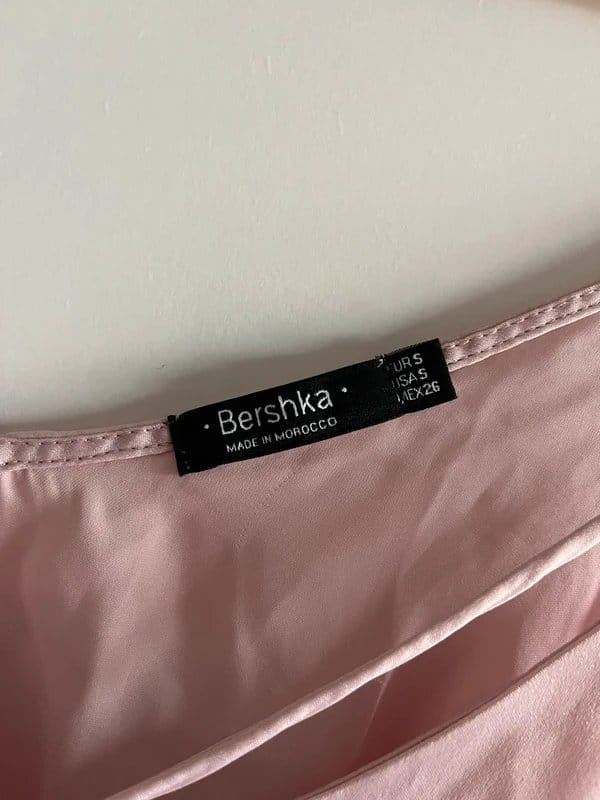 · Bershka ·
MADE IN MOROCCO
EUR S
USA S
MEX 26